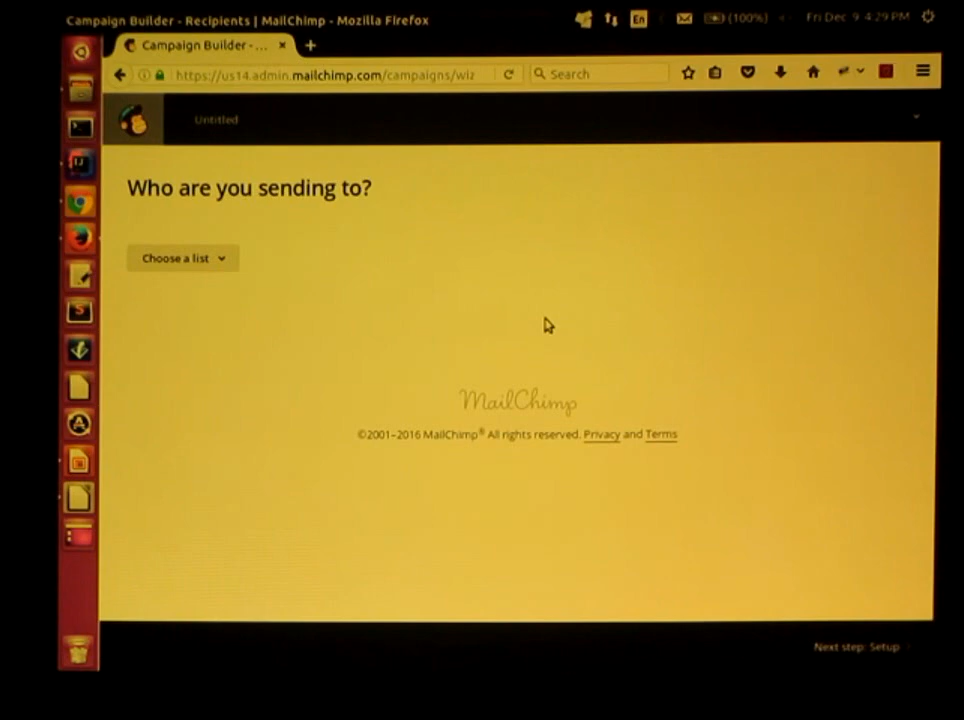 Campaign Builder - Recipients | MailChimp - Mozilla Firefox
En
(100%)
Fri Dec 9 4:29 PM
Campaign Builder - ...
https://us14.admin.mailchimp.com/campaigns/wiz
Search
Untitled
Who are you sending to?
Choose a list
MailChimp
©2001–2016 MailChimp® All rights reserved. Privacy and Terms
Next step: Setup